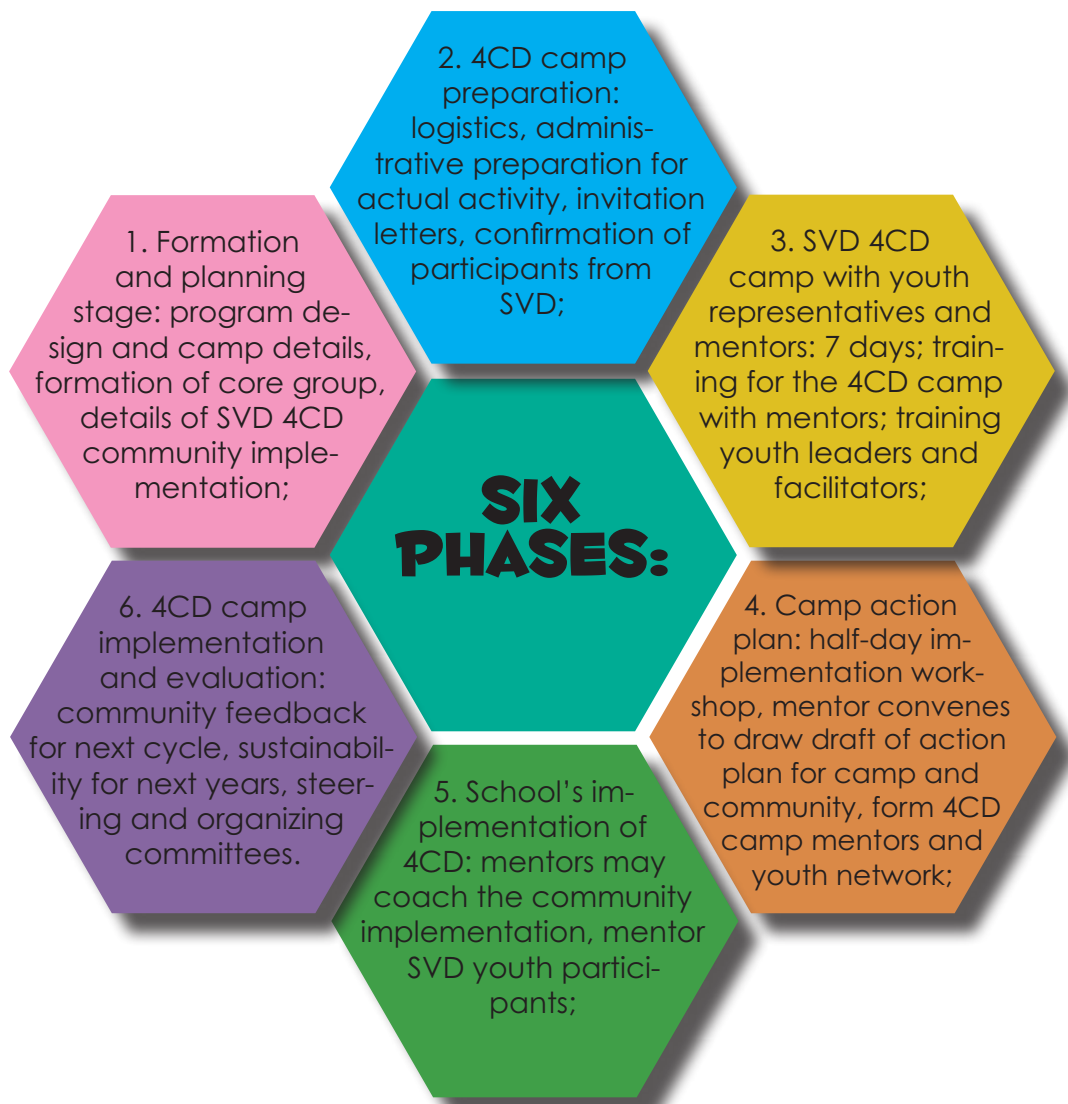 SIX
PHASES:
1. Formation
and planning
stage: program de-
sign and camp details,
formation of core group,
details of SVD 4CD
community imple-
mentation;
2. 4CD camp
preparation:
logistics, adminis-
trative preparation for
actual activity, invitation
letters, confirmation of
participants from
SVD;
3. SVD 4CD
camp with youth
representatives and
mentors: 7 days; train-
ing for the 4CD camp
with mentors; training
youth leaders and
facilitators;
4. Camp action
plan: half-day im-
plementation work-
shop, mentor convenes
to draw draft of action
plan for camp and
community, form 4CD
camp mentors and
youth network;
5. School’s im-
plementation of
4CD: mentors may
coach the community
implementation, mentor
SVD youth partici-
pants;
6. 4CD camp
implementation
and evaluation:
community feedback
for next cycle, sustainabil-
ity for next years, steer-
ing and organizing
committees.